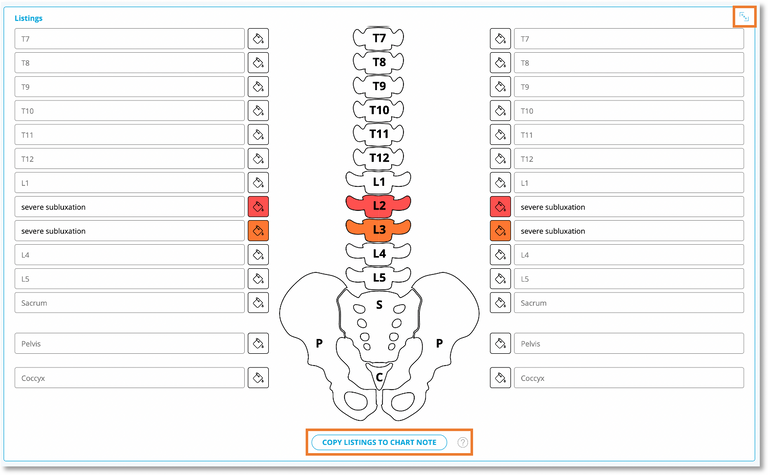 Listings
T7 T7 T7
T8 T8 T8
T9 T9 T9
T10 T10 T10
T11 T11 T11
T12 T12 T12
L1 L1 L1
severe subluxation L2 severe subluxation
severe subluxation L3 severe subluxation
L4 L4 L4
L5 L5 L5
Sacrum S Sacrum
Pelvis P P Pelvis
Coccyx C Coccyx
COPY LISTINGS TO CHART NOTE ?